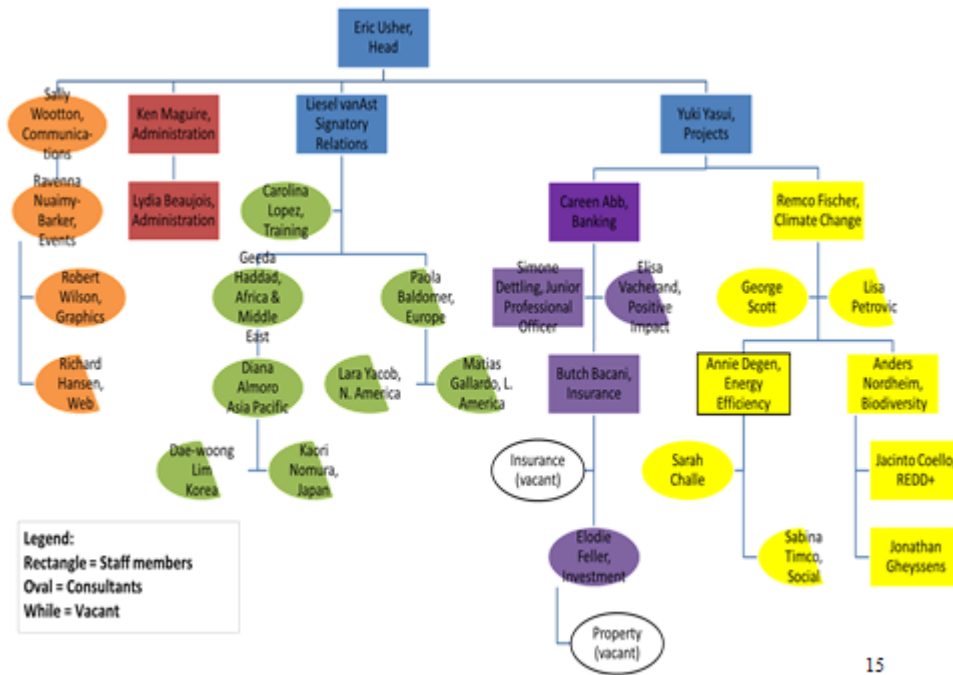 Eric Usher,
Head
Sally
Wootton,
Communica-
tions
Ken Maguire,
Administration
Liesel vanAst
Signatory
Relations
Yuki Yasui,
Projects
Ravenna
Nuaimy-
Barker,
Events
Lydia Beaujois,
Administration
Carolina
Lopez,
Training
Careen Abb,
Banking
Remco Fischer,
Climate Change
Robert
Wilson,
Graphics
Geeda
Haddad,
Africa &
Middle
East
Paola
Baldomer,
Europe
Simone
Dettling, Junior
Professional
Officer
Elisa
Vacherand,
Positive
Impact
George
Scott
Lisa
Petrovic
Richard
Hansen,
Web
Diana
Almoro
Asia Pacific
Lara Yacob,
N. America
Matias
Gallardo, L.
America
Butch Bacani,
Insurance
Annie Degen,
Energy
Efficiency
Anders
Nordheim,
Biodiversity
Dae-woong
Lim
Korea
Kaori
Nomura,
Japan
Insurance
(vacant)
Sarah
Challe
Jacinto Coello,
REDD+
Elodie
Feller,
Investment
Sabina
Timco,
Social
Jonathan
Gheyssens
Property
(vacant)
Legend:
Rectangle = Staff members
Oval = Consultants
While = Vacant
15